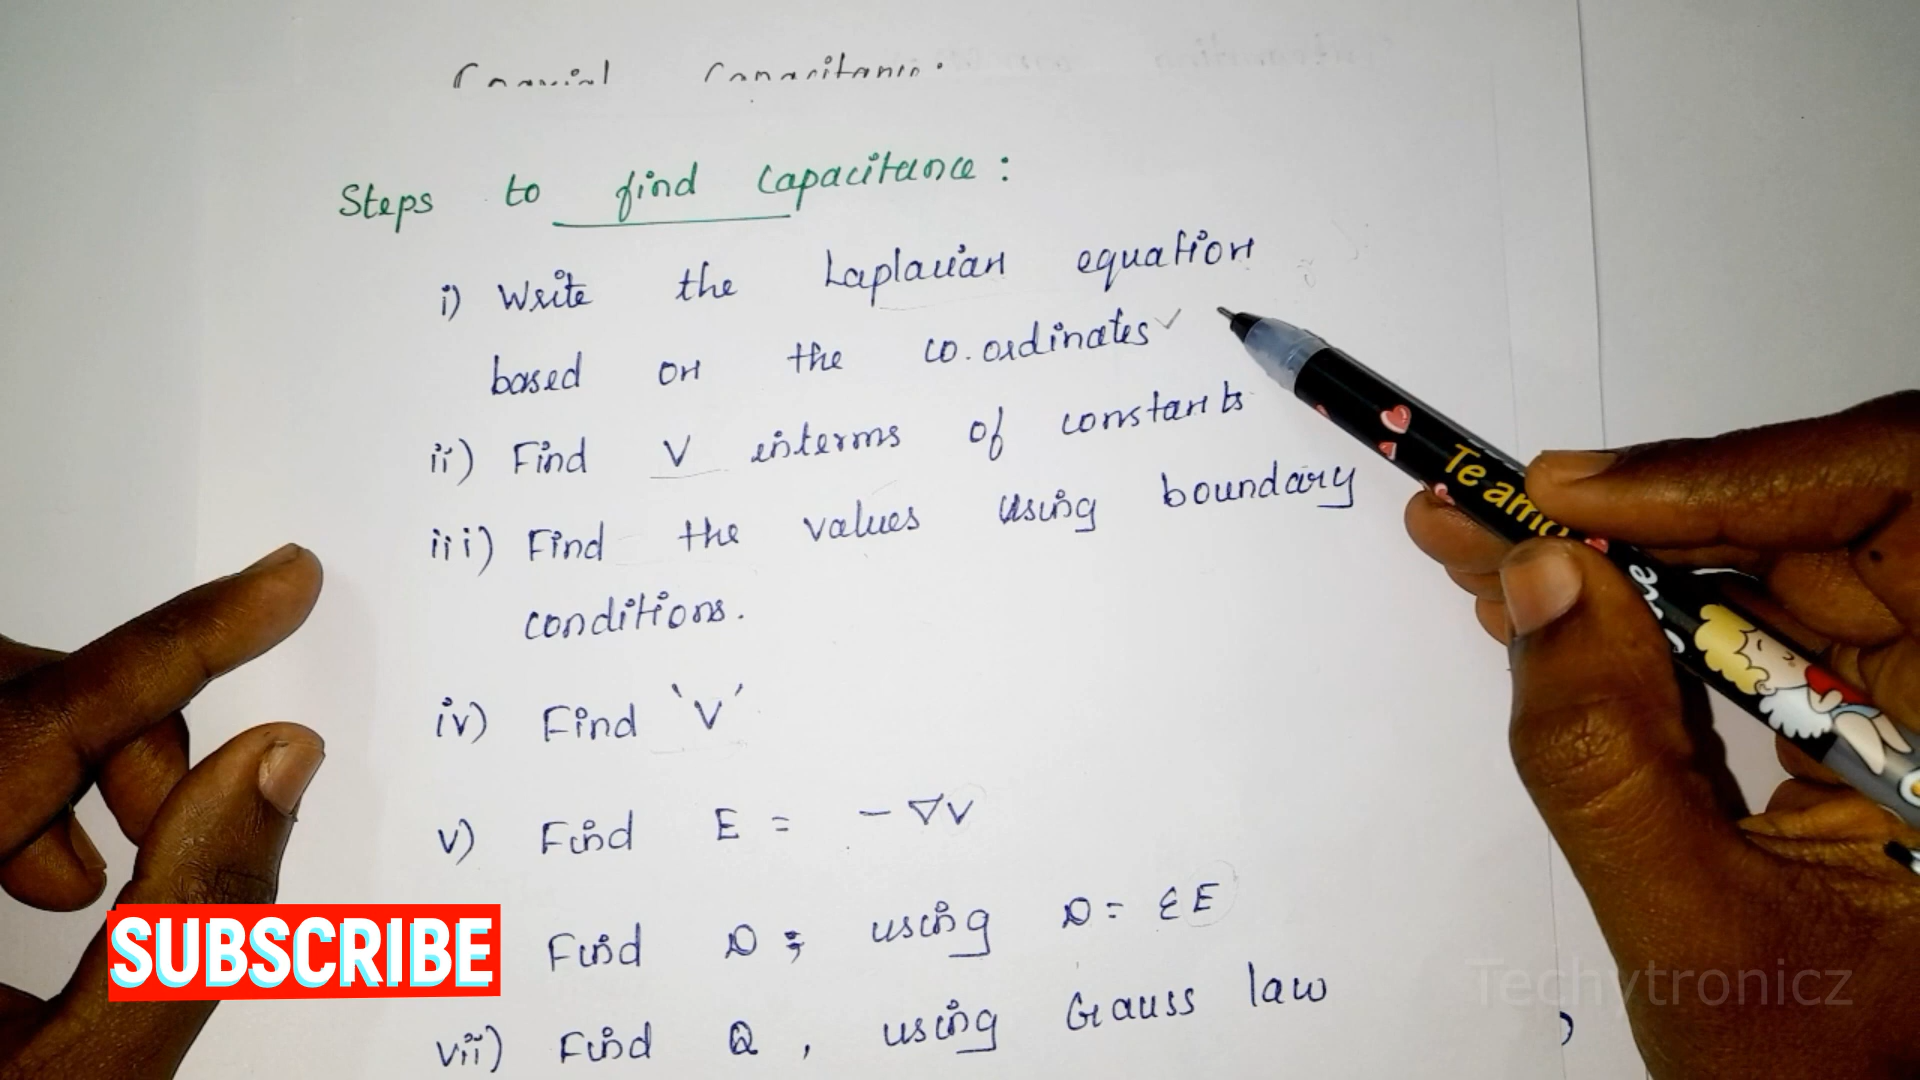 Steps to find Capacitance:
i) Write the Laplacian equation
based on the co.ordinates ✓
ii) Find V interms of constants
iii) Find the values using boundary
conditions.
iv) Find 'V'
v) Find E = -∇V
Find D ; using D = εE
vii) Find Q, using Gauss law
SUBSCRIBE
Te amo
Techytronicz